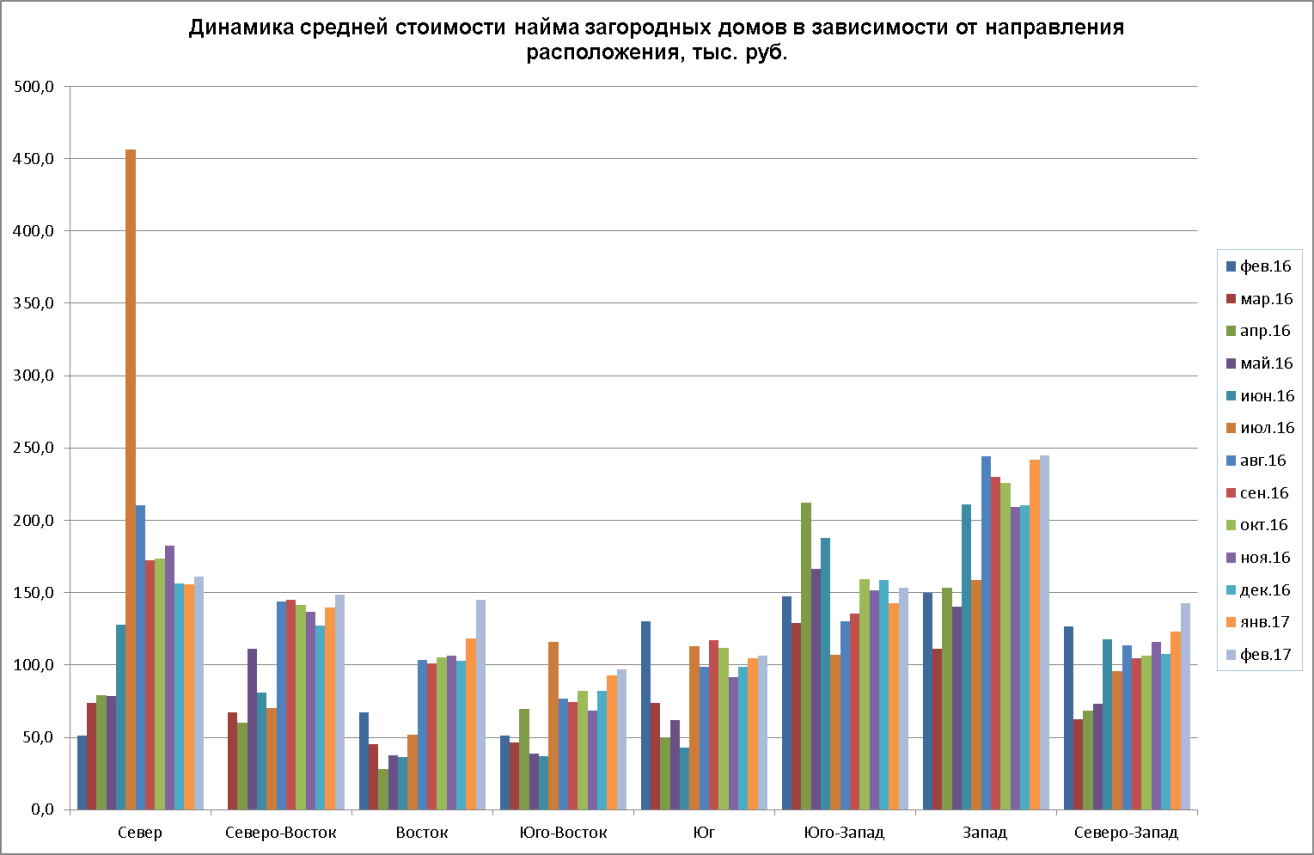 Динамика средней стоимости найма загородных домов в зависимости от направления
расположения, тыс. руб.
500,0
450,0
400,0
350,0
300,0
250,0
200,0
150,0
100,0
50,0
0,0
Север
Северо-Восток
Восток
Юго-Восток
Юг
Юго-Запад
Запад
Северо-Запад
фев.16
мар.16
апр.16
май.16
июн.16
июл.16
авг.16
сен.16
окт.16
ноя.16
дек.16
янв.17
фев.17